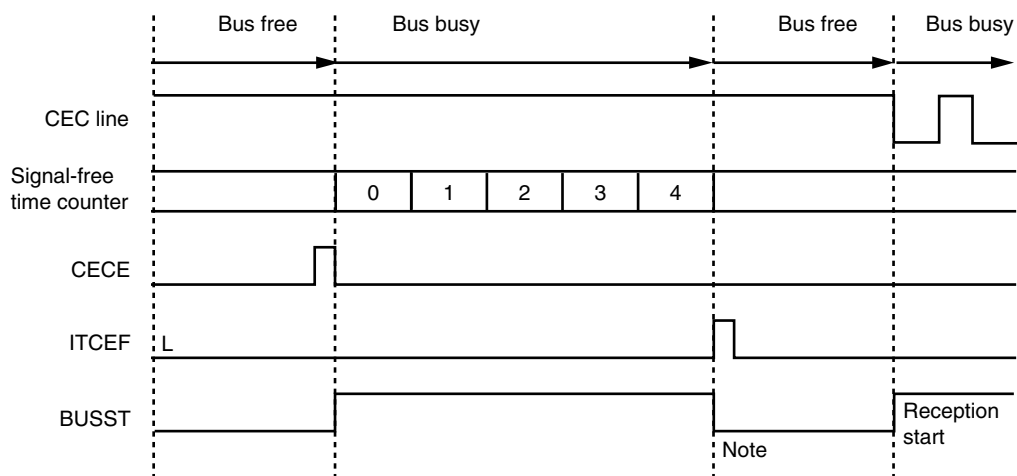 Bus free Bus busy Bus free Bus busy
CEC line
Signal-free
time counter
0 1 2 3 4
CECE
ITCEF L
BUSST
Note
Reception
start